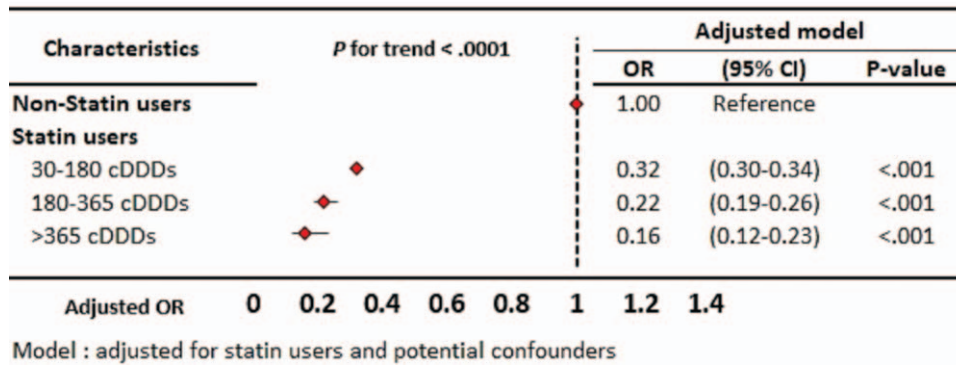 Characteristics P for trend < .0001 Adjusted model
OR (95% CI) P-value
Non-Statin users 1.00 Reference
Statin users
30-180 cDDDs 0.32 (0.30-0.34) <.001
180-365 cDDDs 0.22 (0.19-0.26) <.001
>365 cDDDs 0.16 (0.12-0.23) <.001
Adjusted OR 0 0.2 0.4 0.6 0.8 1 1.2 1.4
Model : adjusted for statin users and potential confounders